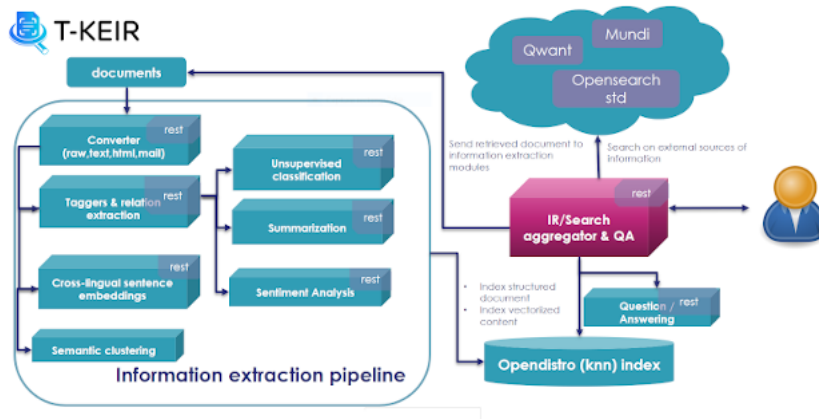 T-KEIR
documents
rest
Converter
(raw,text,html,mail)
rest
Taggers & relation
extraction
rest
Cross-lingual sentence
embeddings
Semantic clustering
rest
Unsupervised
classification
rest
Summarization
rest
Sentiment Analysis
Information extraction pipeline
Qwant
Mundi
Opensearch
std
Send retrieved document to
information extraction
modules
Search on external sources of
information
rest
IR/Search
aggregator & QA
• Index structured
document
• Index vectorized
content
rest
Question /
Answering
Opendistro (knn) index